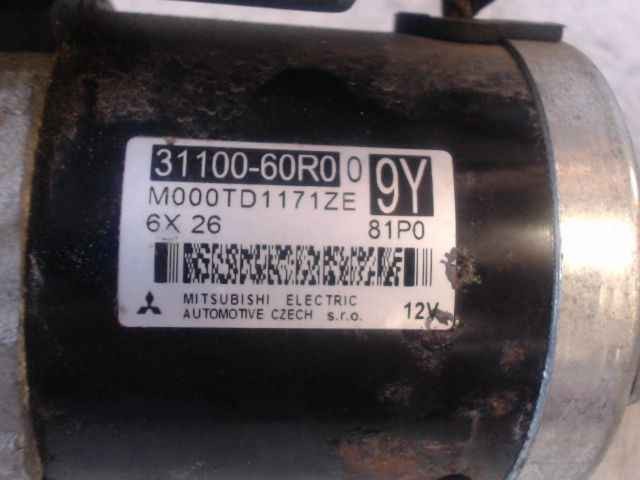 31100-60R0 0 9Y
M000TD1171ZE
6X 26 81P0
MITSUBISHI ELECTRIC
AUTOMOTIVE CZECH s.r.o. 12V